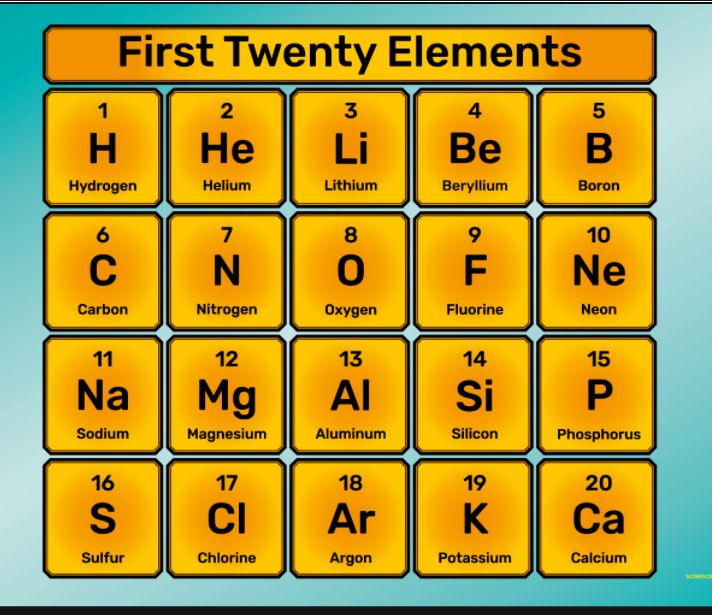 First Twenty Elements
1 2 3 4 5
H He Li Be B
Hydrogen Helium Lithium Beryllium Boron
6 7 8 9 10
C N O F Ne
Carbon Nitrogen Oxygen Fluorine Neon
11 12 13 14 15
Na Mg Al Si P
Sodium Magnesium Aluminum Silicon Phosphorus
16 17 18 19 20
S Cl Ar K Ca
Sulfur Chlorine Argon Potassium Calcium
science